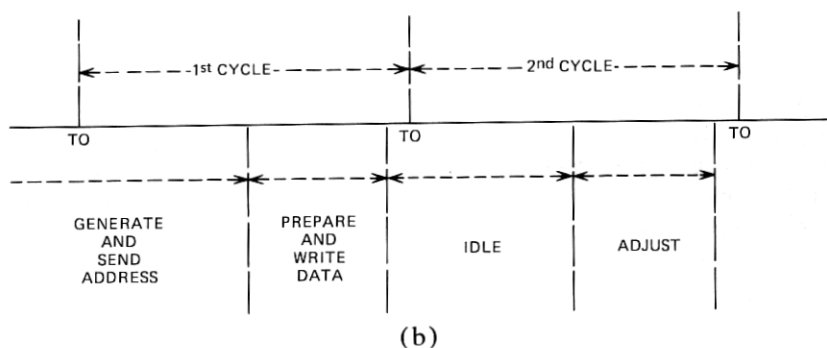 1st CYCLE
2nd CYCLE
TO
TO
TO
GENERATE
AND
SEND
ADDRESS
PREPARE
AND
WRITE
DATA
IDLE
ADJUST
(b)